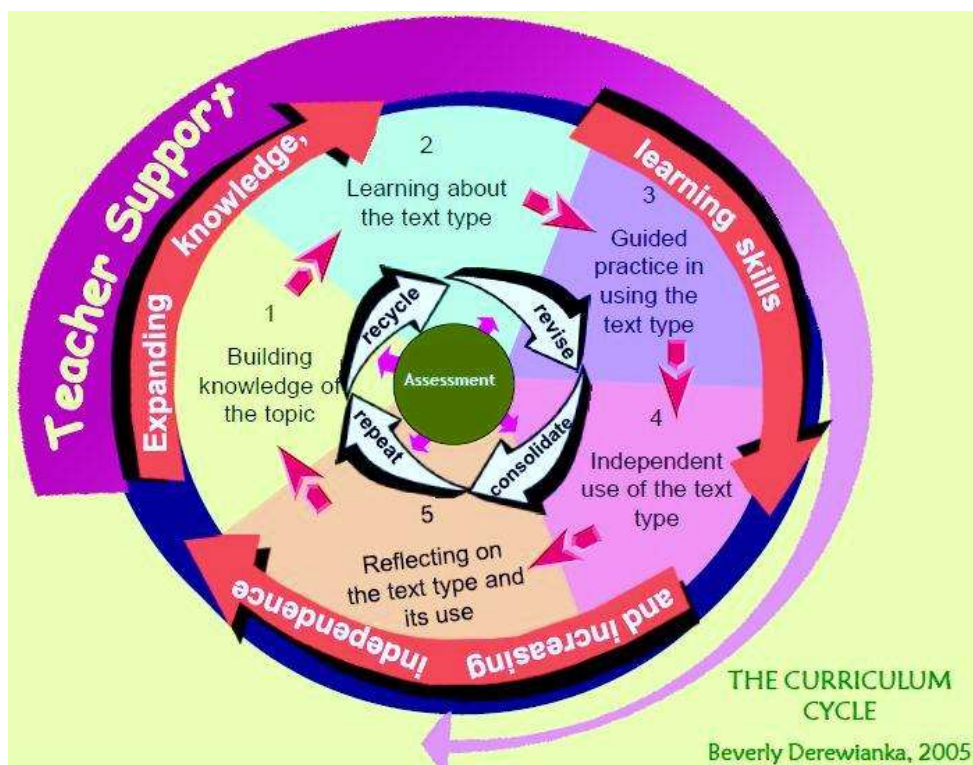 Teacher Support
Expanding knowledge,
learning skills
and increasing independence
1
Building
knowledge of
the topic
2
Learning about
the text type
3
Guided
practice in
using the
text type
4
Independent
use of the text
type
5
Reflecting on
the text type and
its use
recycle
revise
consolidate
repeat
Assessment
THE CURRICULUM
CYCLE
Beverly Derewianka, 2005